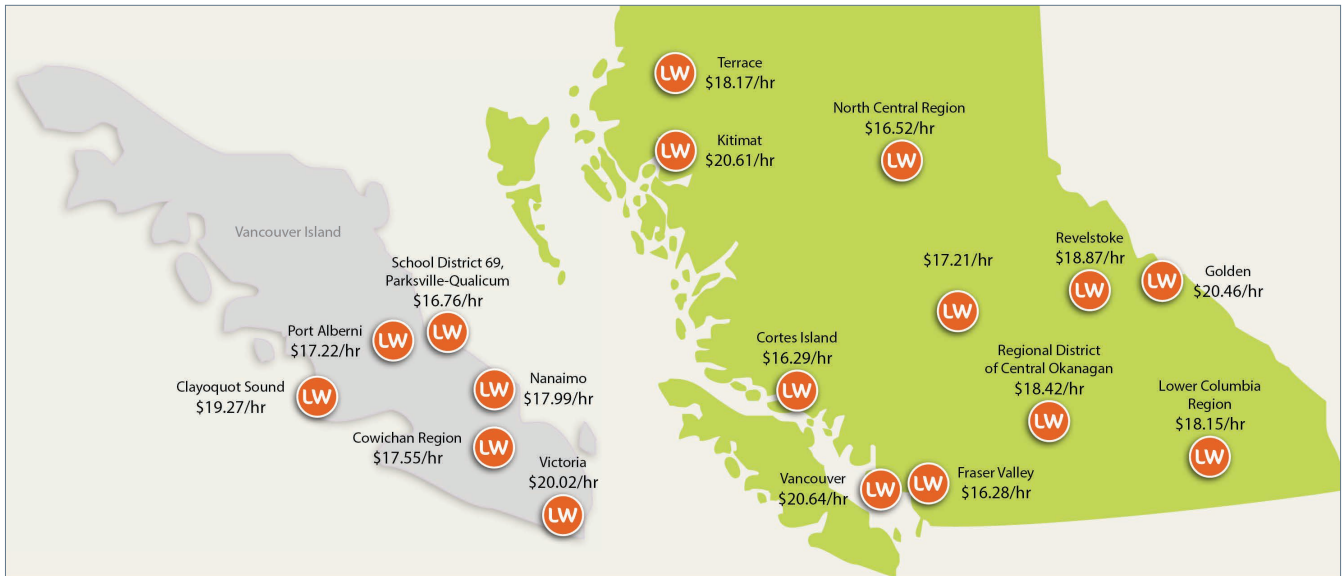 Vancouver Island
School District 69,
Parksville-Qualicum
$16.76/hr
LW
Port Alberni
$17.22/hr
LW
Clayoquot Sound
$19.27/hr
LW
Nanaimo
$17.99/hr
LW
Cowichan Region
$17.55/hr
LW
Victoria
$20.02/hr
LW
Terrace
$18.17/hr
LW
Kitimat
$20.61/hr
LW
North Central Region
$16.52/hr
LW
$17.21/hr
LW
Revelstoke
$18.87/hr
LW
Golden
$20.46/hr
LW
Cortes Island
$16.29/hr
LW
Regional District
of Central Okanagan
$18.42/hr
LW
Lower Columbia
Region
$18.15/hr
LW
Vancouver
$20.64/hr
LW
Fraser Valley
$16.28/hr
LW